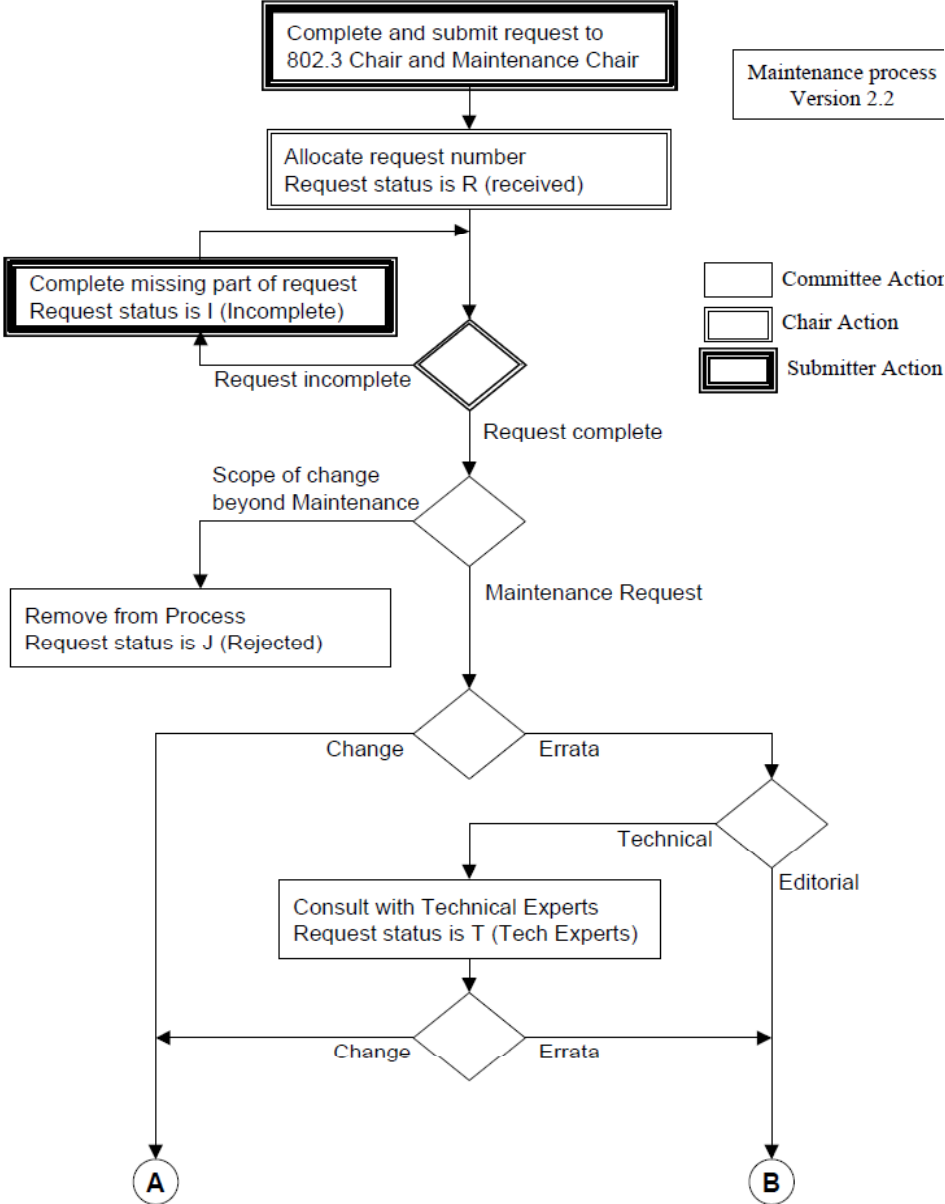 Complete and submit request to
802.3 Chair and Maintenance Chair
Maintenance process
Version 2.2
Allocate request number
Request status is R (received)
Complete missing part of request
Request status is I (Incomplete)
Committee Action
Chair Action
Submitter Action
Request incomplete
Request complete
Scope of change
beyond Maintenance
Maintenance Request
Remove from Process
Request status is J (Rejected)
Change
Errata
Technical
Editorial
Consult with Technical Experts
Request status is T (Tech Experts)
Change
Errata
A
B